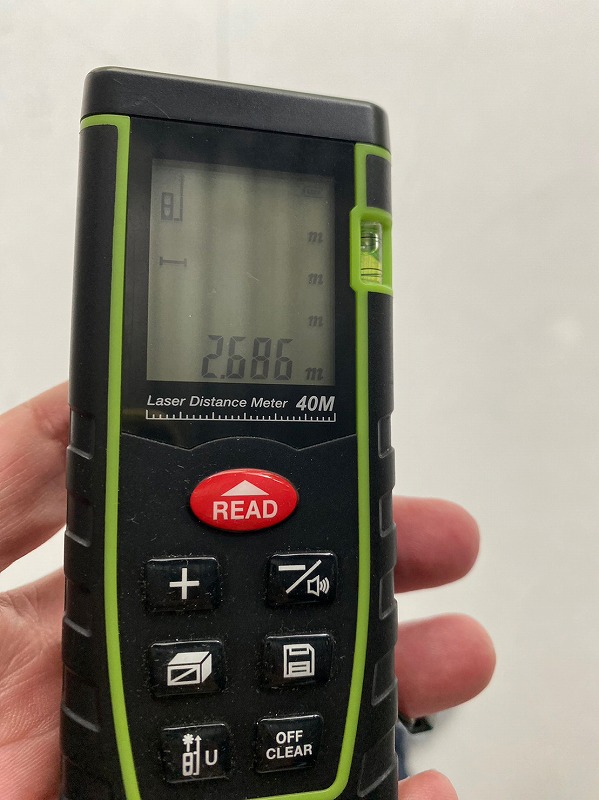 m
m
m
2.686 m
Laser Distance Meter 40M
READ
U
OFF
CLEAR